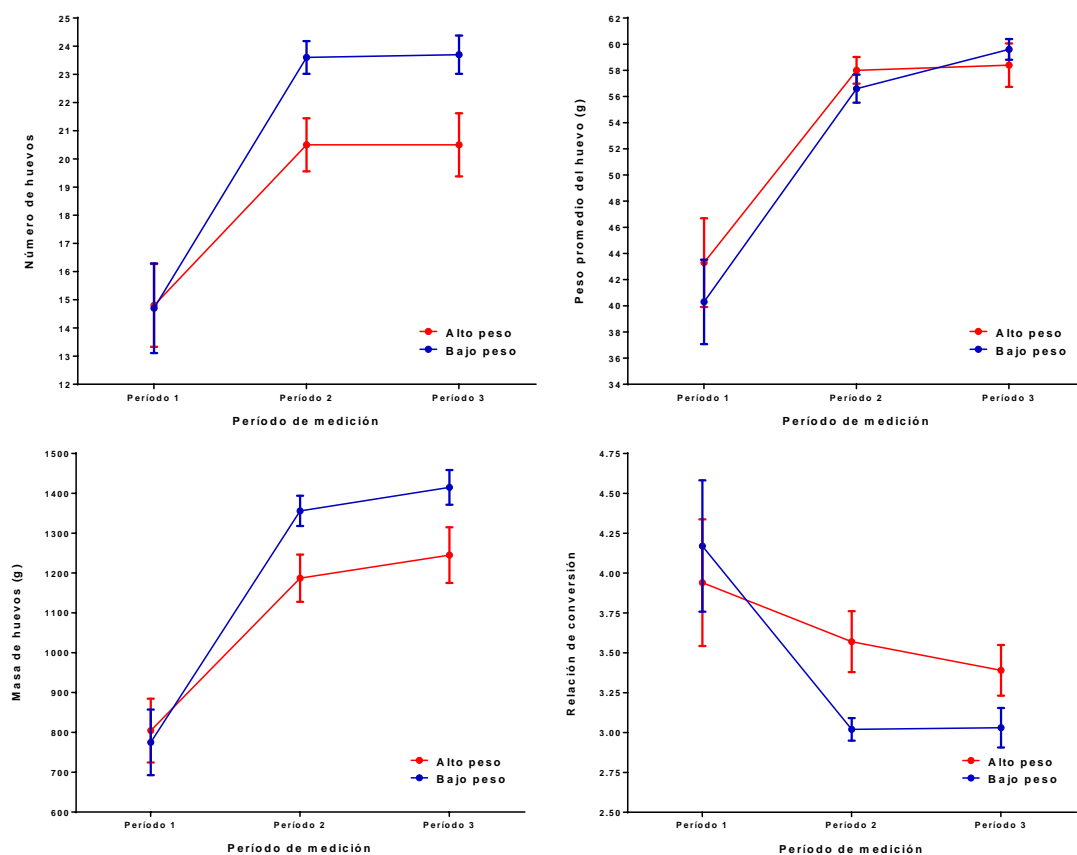 Número de huevos
25
24
23
22
21
20
19
18
17
16
15
14
13
12
Alto peso
Bajo peso
Período 1
Período 2
Período 3
Período de medición
Peso promedio del huevo (g)
62
60
58
56
54
52
50
48
46
44
42
40
38
36
34
Alto peso
Bajo peso
Período 1
Período 2
Período 3
Período de medición
Masa de huevos (g)
1500
1400
1300
1200
1100
1000
900
800
700
600
Alto peso
Bajo peso
Período 1
Período 2
Período 3
Período de medición
Relación de conversión
4.75
4.50
4.25
4.00
3.75
3.50
3.25
3.00
2.75
2.50
Alto peso
Bajo peso
Período 1
Período 2
Período 3
Período de medición